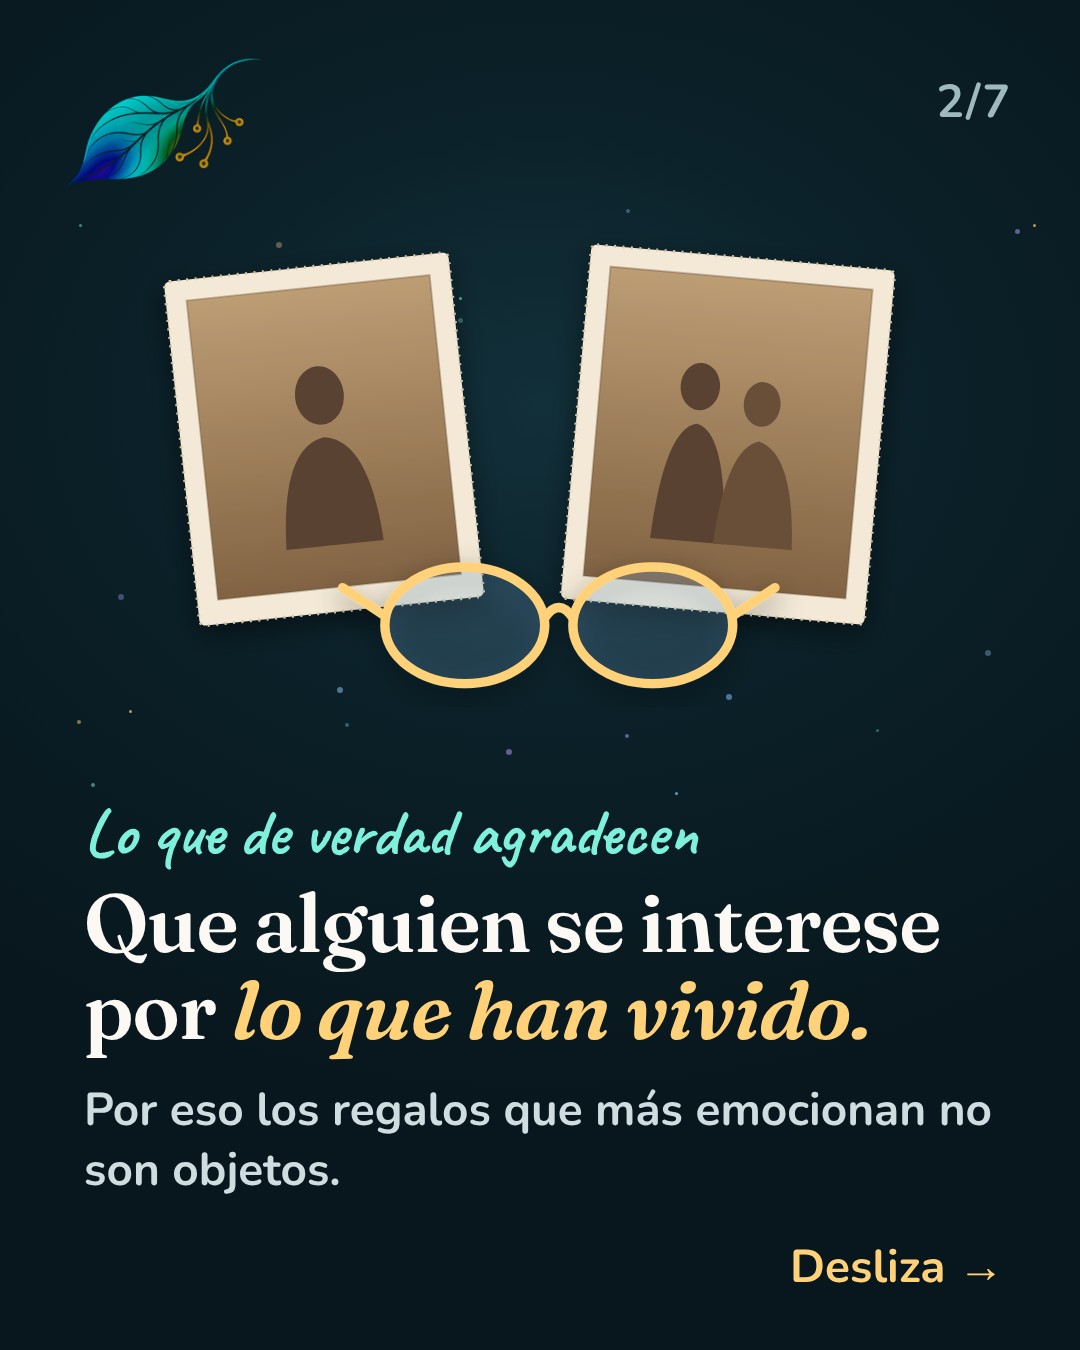 2/7
Lo que de verdad agradecen
Que alguien se interese
por lo que han vivido.
Por eso los regalos que más emocionan no
son objetos.
Desliza →